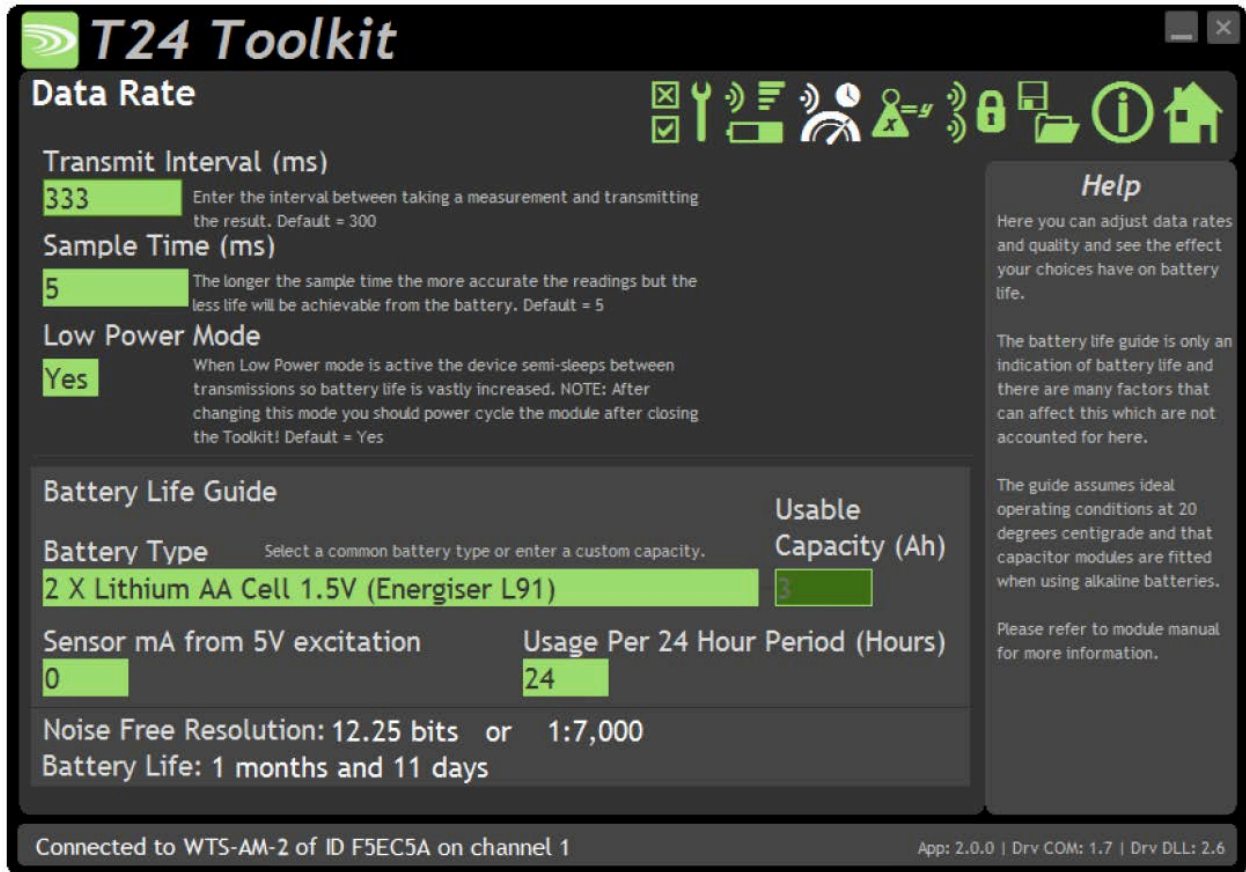 T24 Toolkit
Data Rate
x=y
Transmit Interval (ms)
333
Enter the interval between taking a measurement and transmitting
the result. Default = 300
Sample Time (ms)
5
The longer the sample time the more accurate the readings but the
less life will be achievable from the battery. Default = 5
Low Power Mode
Yes
When Low Power mode is active the device semi-sleeps between
transmissions so battery life is vastly increased. NOTE: After
changing this mode you should power cycle the module after closing
the Toolkit! Default = Yes
Battery Life Guide
Battery Type
Select a common battery type or enter a custom capacity.
Usable
Capacity (Ah)
2 X Lithium AA Cell 1.5V (Energiser L91)
3
Sensor mA from 5V excitation
Usage Per 24 Hour Period (Hours)
0
24
Noise Free Resolution: 12.25 bits or 1:7,000
Battery Life: 1 months and 11 days
Help
Here you can adjust data rates
and quality and see the effect
your choices have on battery
life.
The battery life guide is only an
indication of battery life and
there are many factors that
can affect this which are not
accounted for here.
The guide assumes ideal
operating conditions at 20
degrees centigrade and that
capacitor modules are fitted
when using alkaline batteries.
Please refer to module manual
for more information.
Connected to WTS-AM-2 of ID F5EC5A on channel 1
App: 2.0.0 | Drv COM: 1.7 | Drv DLL: 2.6